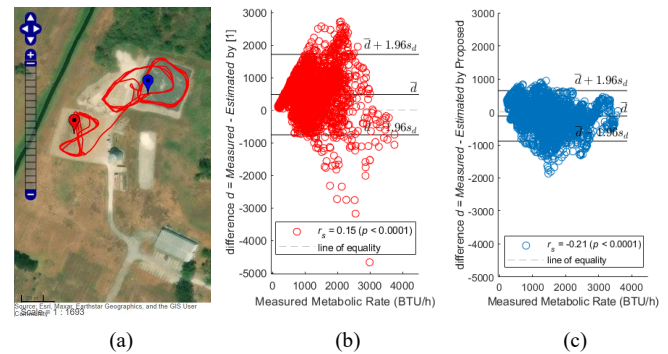 Source: Esri, Maxar, Earthstar Geographics, and the GIS User
Community
Scale = 1 : 1693
(a)
difference d = Measured - Estimated by [1]
3000
2000
1000
0
-1000
-2000
-3000
-4000
-5000
d̅ + 1.96s_d
d̅
d̅ - 1.96s_d
r_s = 0.15 (p <0.0001)
line of equality
0 1000 2000 3000 4000
Measured Metabolic Rate (BTU/h)
(b)
difference d = Measured - Estimated by Proposed
3000
2000
1000
0
-1000
-2000
-3000
-4000
-5000
d̅ + 1.96s_d
d̅
d̅ - 1.96s_d
r_s = -0.21 (p <0.0001)
line of equality
0 1000 2000 3000 4000
Measured Metabolic Rate (BTU/h)
(c)